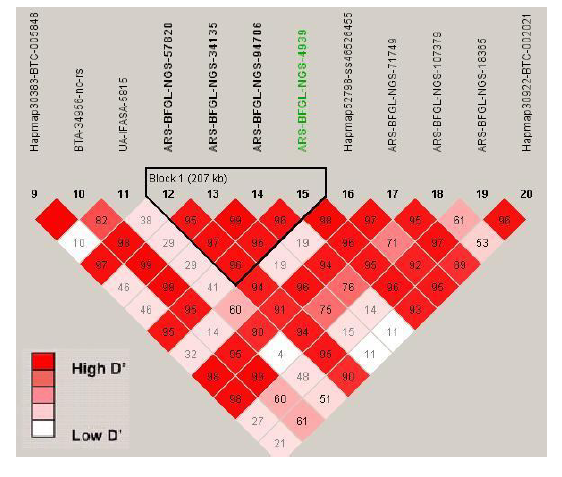 Hapmap30383-BTC-005848
BTA-34956-no-rs
UA-IFASA-5815
ARS-BFGL-NGS-57820
ARS-BFGL-NGS-34135
ARS-BFGL-NGS-94706
ARS-BFGL-NGS-4939
Hapmap52798-ss46526455
ARS-BFGL-NGS-71749
ARS-BFGL-NGS-107379
ARS-BFGL-NGS-18365
Hapmap30922-BTC-002021
Block 1 (207 kb)
9 10 11 12 13 14 15 16 17 18 19 20
82 38 95 99 96 98 97 95 61 96
10 98 29 97 95 19 96 71 97 53
97 99 29 96 19 94 95 92 89
46 98 41 94 96 76 96 95
46 95 60 91 75 14 93
95 14 90 94 15 11
32 95 4 95 11
96 99 48 90
98 60 51
27 61
21
High D'
Low D'